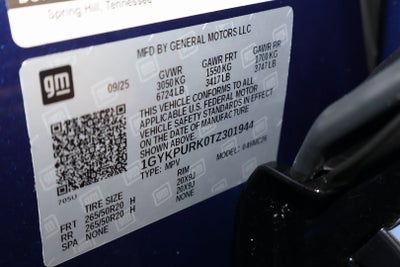 Spring Hill, Tennessee
MFD BY GENERAL MOTORS LLC
gm
09/25
GVWR GAWR FRT GAWR RR
3050 KG 1550 KG 1700 KG
6724 LB 3417 LB 3747 LB
THIS VEHICLE CONFORMS TO ALL
APPLICABLE U.S. FEDERAL MOTOR
VEHICLE SAFETY STANDARDS IN EFFECT
ON THE DATE OF MANUFACTURE
1GYKPURK0TZ301944
TYPE: MPV MODEL:
705U
TIRE SIZE RIM
FRT 265/50R20 H 20X8J
RR 265/50R20 H 20X8J
SPA NONE NONE